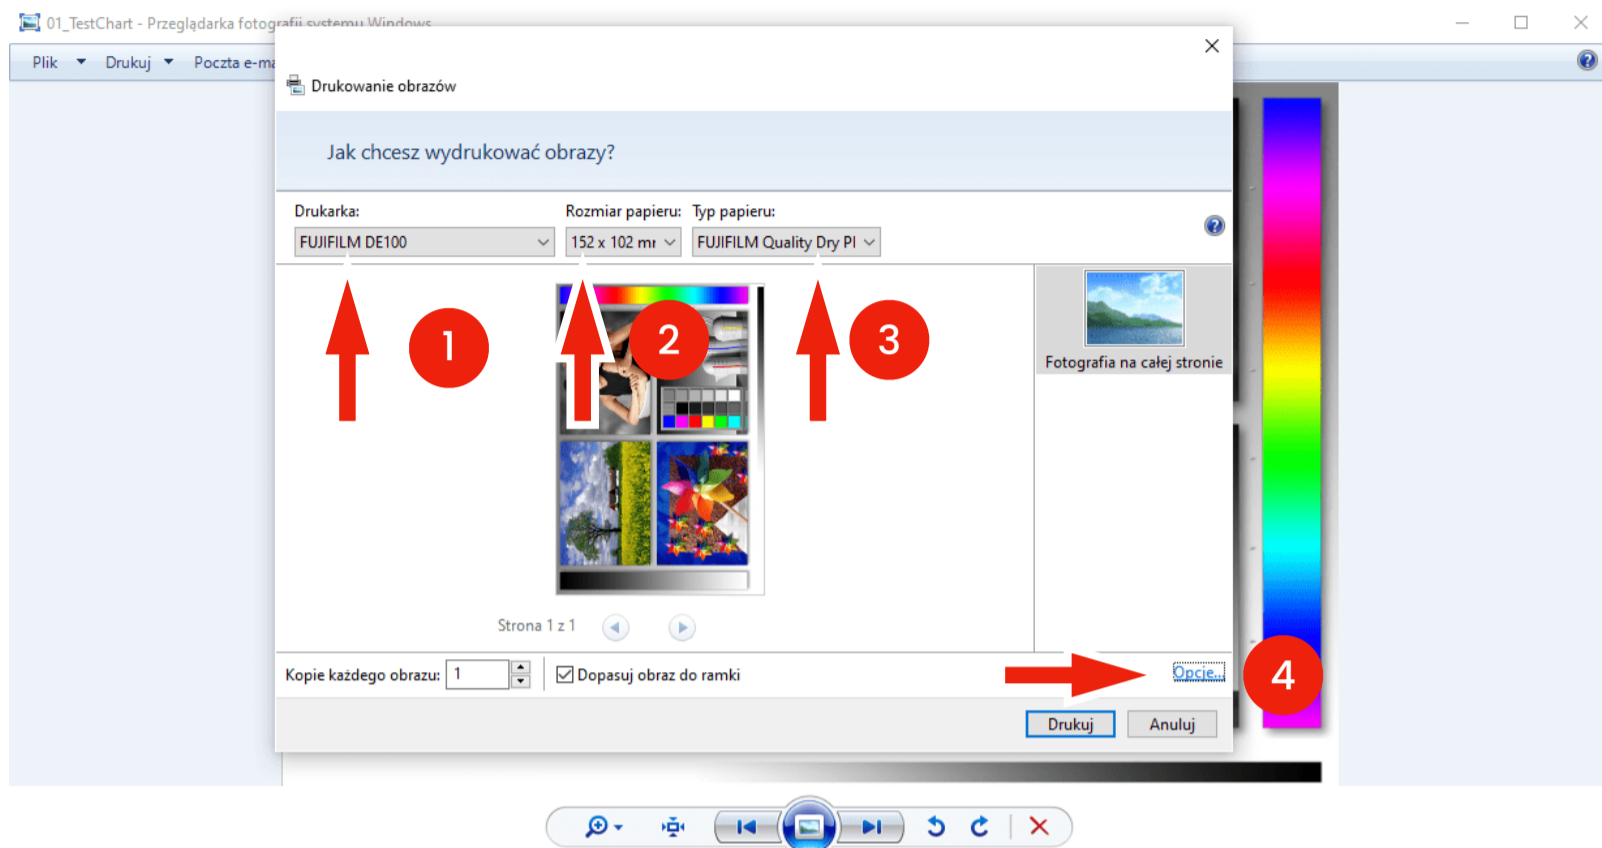 01_TestChart - Przeglądarka fotografii systemu Windows
Plik Drukuj Poczta e-ma
Drukowanie obrazów
Jak chcesz wydrukować obrazy?
Drukarka: Rozmiar papieru: Typ papieru:
FUJIFILM DE100 152 x 102 mr FUJIFILM Quality Dry Pl
1 2 3
Fotografia na całej stronie
Strona 1 z 1
Kopie każdego obrazu: 1 Dopasuj obraz do ramki Opcje... 4
Drukuj Anuluj